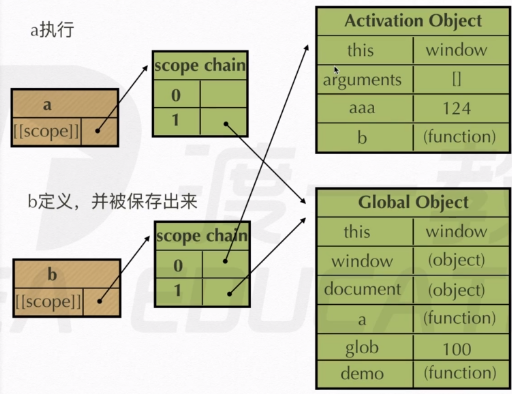 a执行
a
[[scope]]
scope chain
0
1
Activation Object
this window
arguments []
aaa 124
b (function)
b定义，并被保存出来
b
[[scope]]
scope chain
0
1
Global Object
this window
window (object)
document (object)
a (function)
glob 100
demo (function)